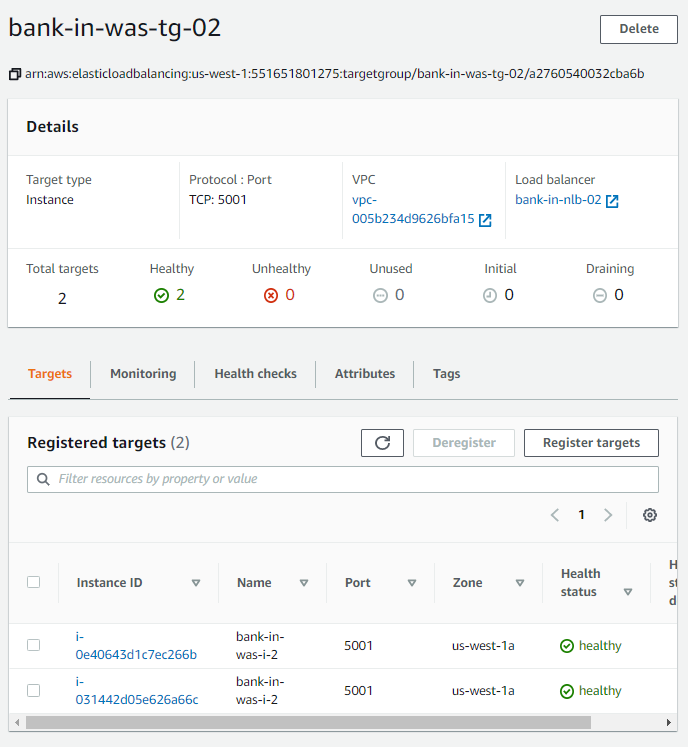 bank-in-was-tg-02
Delete
arn:aws:elasticloadbalancing:us-west-1:551651801275:targetgroup/bank-in-was-tg-02/a2760540032cba6b
Details
Target type
Instance
Protocol : Port
TCP: 5001
VPC
vpc-
005b234d9626bfa15
Load balancer
bank-in-nlb-02
Total targets
2
Healthy
2
Unhealthy
0
Unused
0
Initial
0
Draining
0
Targets
Monitoring
Health checks
Attributes
Tags
Registered targets (2)
Deregister
Register targets
Filter resources by property or value
1
Instance ID
Name
Port
Zone
Health
status
i-
0e40643d1c7ec266b
bank-in-
was-i-2
5001
us-west-1a
healthy
i-
031442d05e626a66c
bank-in-
was-i-2
5001
us-west-1a
healthy